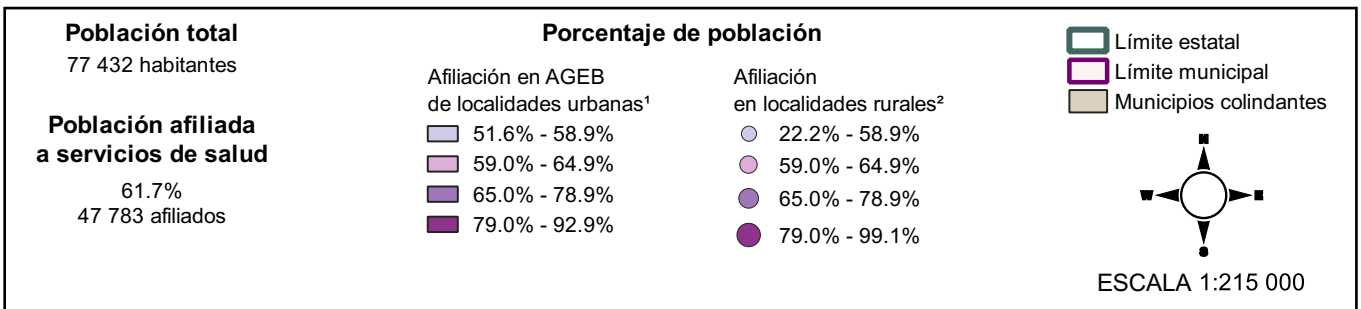 Población total
77 432 habitantes
Población afiliada
a servicios de salud
61.7%
47 783 afiliados
Porcentaje de población
Afiliación en AGEB
de localidades urbanas¹
51.6% - 58.9%
59.0% - 64.9%
65.0% - 78.9%
79.0% - 92.9%
Afiliación
en localidades rurales²
22.2% - 58.9%
59.0% - 64.9%
65.0% - 78.9%
79.0% - 99.1%
Límite estatal
Límite municipal
Municipios colindantes
N
W E
S
ESCALA 1:215 000